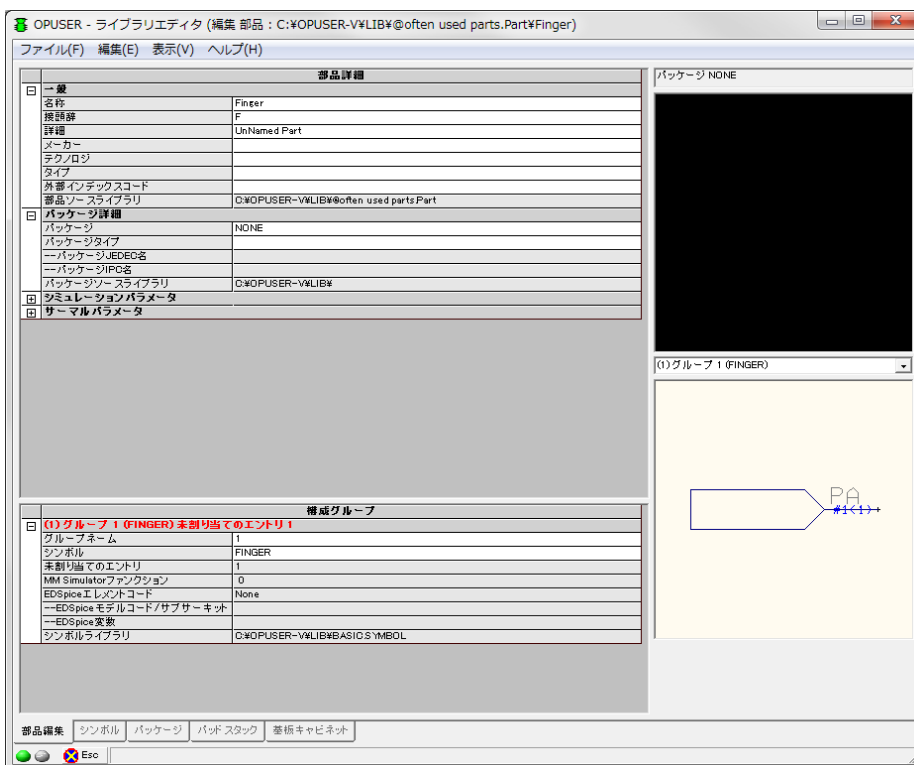 OPUSER - ライブラリエディタ (編集 部品 : C:¥OPUSER-V¥LIB¥@often used parts.Part¥Finger)
ファイル(F) 編集(E) 表示(V) ヘルプ(H)
部品詳細
一般
名称 Finger
接頭辞 F
詳細 UnNamed Part
メーカー
テクノロジ
タイプ
外部インデックスコード
部品ソースライブラリ C:¥OPUSER-V¥LIB¥@often used parts.Part
パッケージ詳細
パッケージ NONE
パッケージタイプ
--パッケージJEDEC名
--パッケージIPC名
パッケージソースライブラリ C:¥OPUSER-V¥LIB¥
シミュレーションパラメータ
サーマルパラメータ
パッケージ NONE
(1)グループ 1 (FINGER)
PA
#1(1)+
構成グループ
(1)グループ 1 (FINGER) 未割り当てのエントリ 1
グループネーム 1
シンボル FINGER
未割り当てのエントリ 1
MM Simulatorファンクション 0
EDSpiceエレメントコード None
--EDSpiceモデルコード/サブサーキット
--EDSpice変数
シンボルライブラリ C:¥OPUSER-V¥LIB¥BASIC.SYMBOL
部品編集 シンボル パッケージ パッドスタック 基板キャビネット
Esc